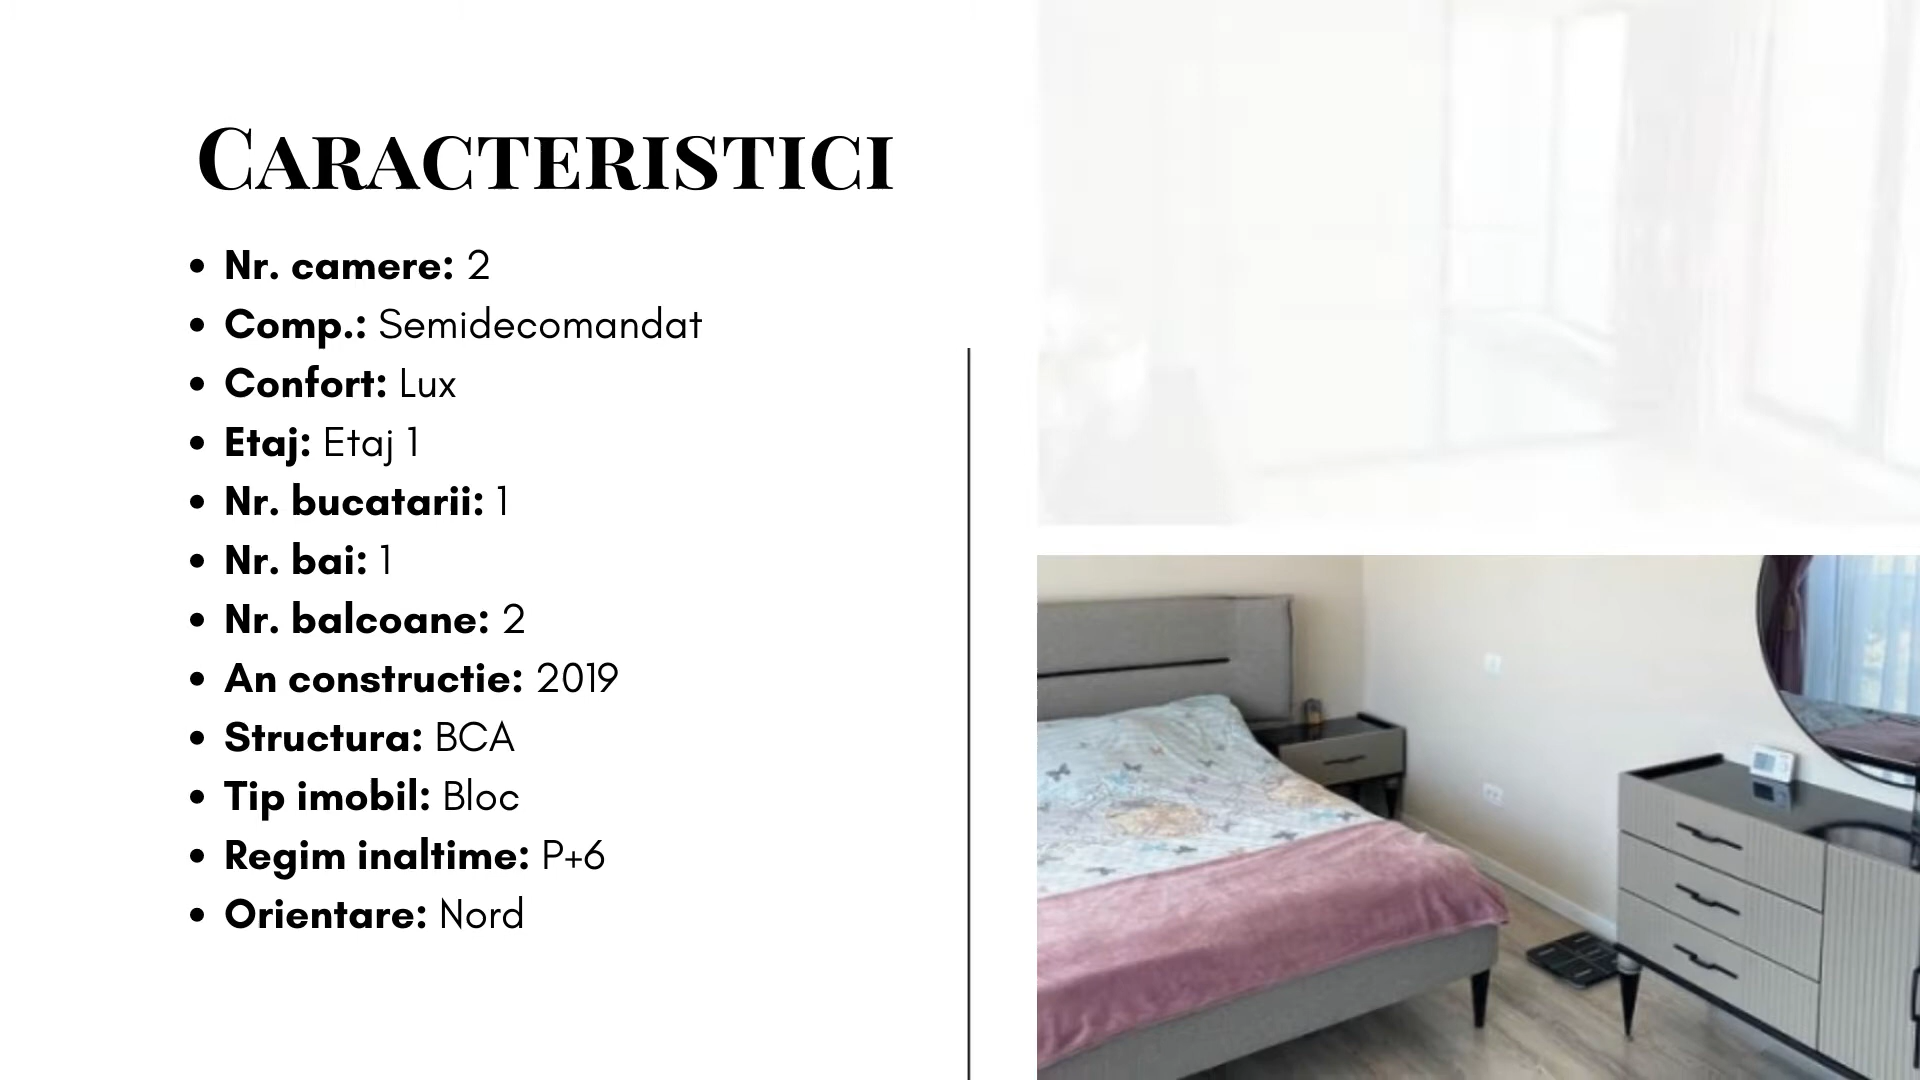 Caracteristici
• Nr. camere: 2
• Comp.: Semidecomandat
• Confort: Lux
• Etaj: Etaj 1
• Nr. bucatarii: 1
• Nr. bai: 1
• Nr. balcoane: 2
• An constructie: 2019
• Structura: BCA
• Tip imobil: Bloc
• Regim inaltime: P+6
• Orientare: Nord